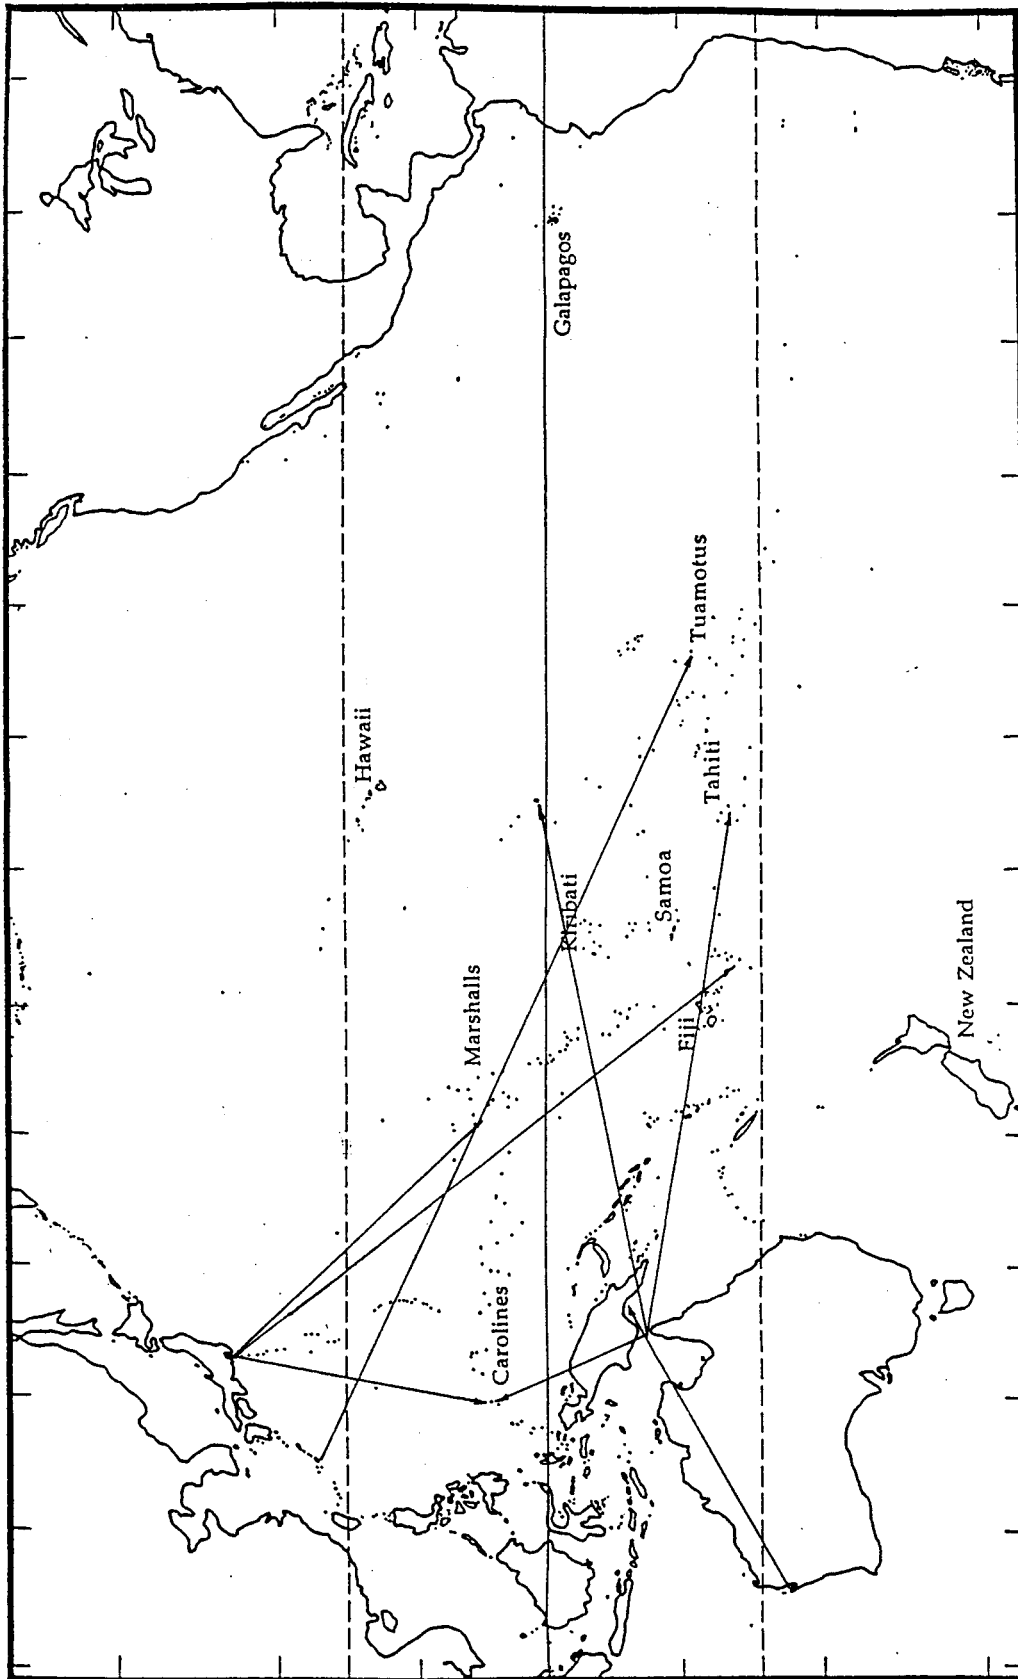 Hawaii
Galapagos
Marshalls
Carolines
Kiribati
Samoa
Tuamotus
Tahiti
Fiji
New Zealand